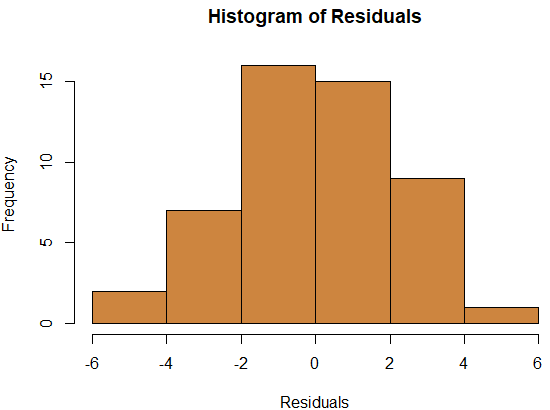 Histogram of Residuals
Frequency
15
10
5
0
-6 -4 -2 0 2 4 6
Residuals